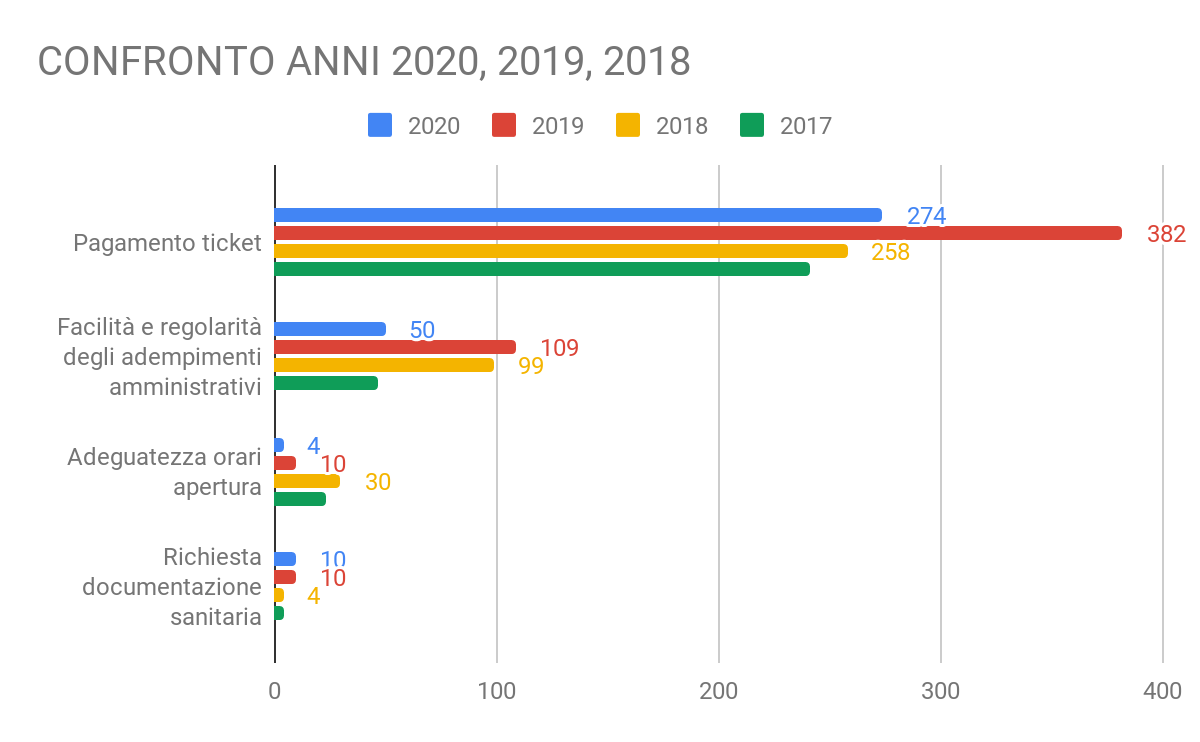 CONFRONTO ANNI 2020, 2019, 2018
2020 2019 2018 2017
Pagamento ticket
274
382
258
Facilità e regolarità
degli adempimenti
amministrativi
50
109
99
Adeguatezza orari
apertura
4
10
30
Richiesta
documentazione
sanitaria
10
10
4
0 100 200 300 400